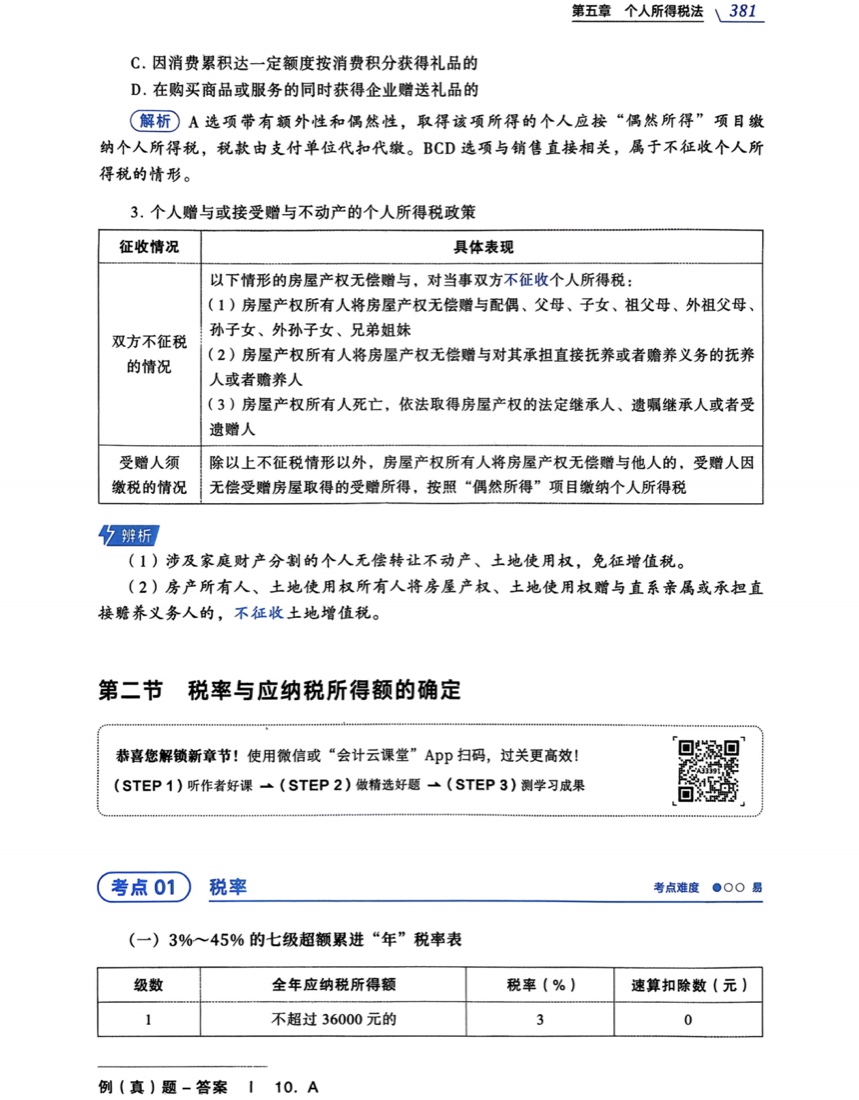 第五章 个人所得税法 381
C. 因消费累积达一定额度按消费积分获得礼品的
D. 在购买商品或服务的同时获得企业赠送礼品的
解析 A 选项带有额外性和偶然性，取得该项所得的个人应按“偶然所得”项目缴
纳个人所得税，税款由支付单位代扣代缴。BCD 选项与销售直接相关，属于不征收个人所
得税的情形。
3. 个人赠与或接受赠与不动产的个人所得税政策
征收情况 具体表现
双方不征税
的情况
以下情形的房屋产权无偿赠与，对当事双方不征收个人所得税：
（1）房屋产权所有人将房屋产权无偿赠与配偶、父母、子女、祖父母、外祖父母、
孙子女、外孙子女、兄弟姐妹
（2）房屋产权所有人将房屋产权无偿赠与对其承担直接抚养或者赡养义务的抚养
人或者赡养人
（3）房屋产权所有人死亡，依法取得房屋产权的法定继承人、遗嘱继承人或者受
遗赠人
受赠人须
缴税的情况
除以上不征税情形以外，房屋产权所有人将房屋产权无偿赠与他人的，受赠人因
无偿受赠房屋取得的受赠所得，按照“偶然所得”项目缴纳个人所得税
辨析
（1）涉及家庭财产分割的个人无偿转让不动产、土地使用权，免征增值税。
（2）房产所有人、土地使用权所有人将房屋产权、土地使用权赠与直系亲属或承担直
接赡养义务人的，不征收土地增值税。
第二节 税率与应纳税所得额的确定
恭喜您解锁新章节！使用微信或“会计云课堂”App 扫码，过关更高效！
（STEP 1）听作者好课 ⇀（STEP 2）做精选好题 ⇀（STEP 3）测学习成果
考点 01 税率 考点难度 ●○○ 易
（一）3%～45% 的七级超额累进“年”税率表
级数 全年应纳税所得额 税率（%） 速算扣除数（元）
1 不超过 36000 元的 3 0
例（真）题 – 答案 | 10. A